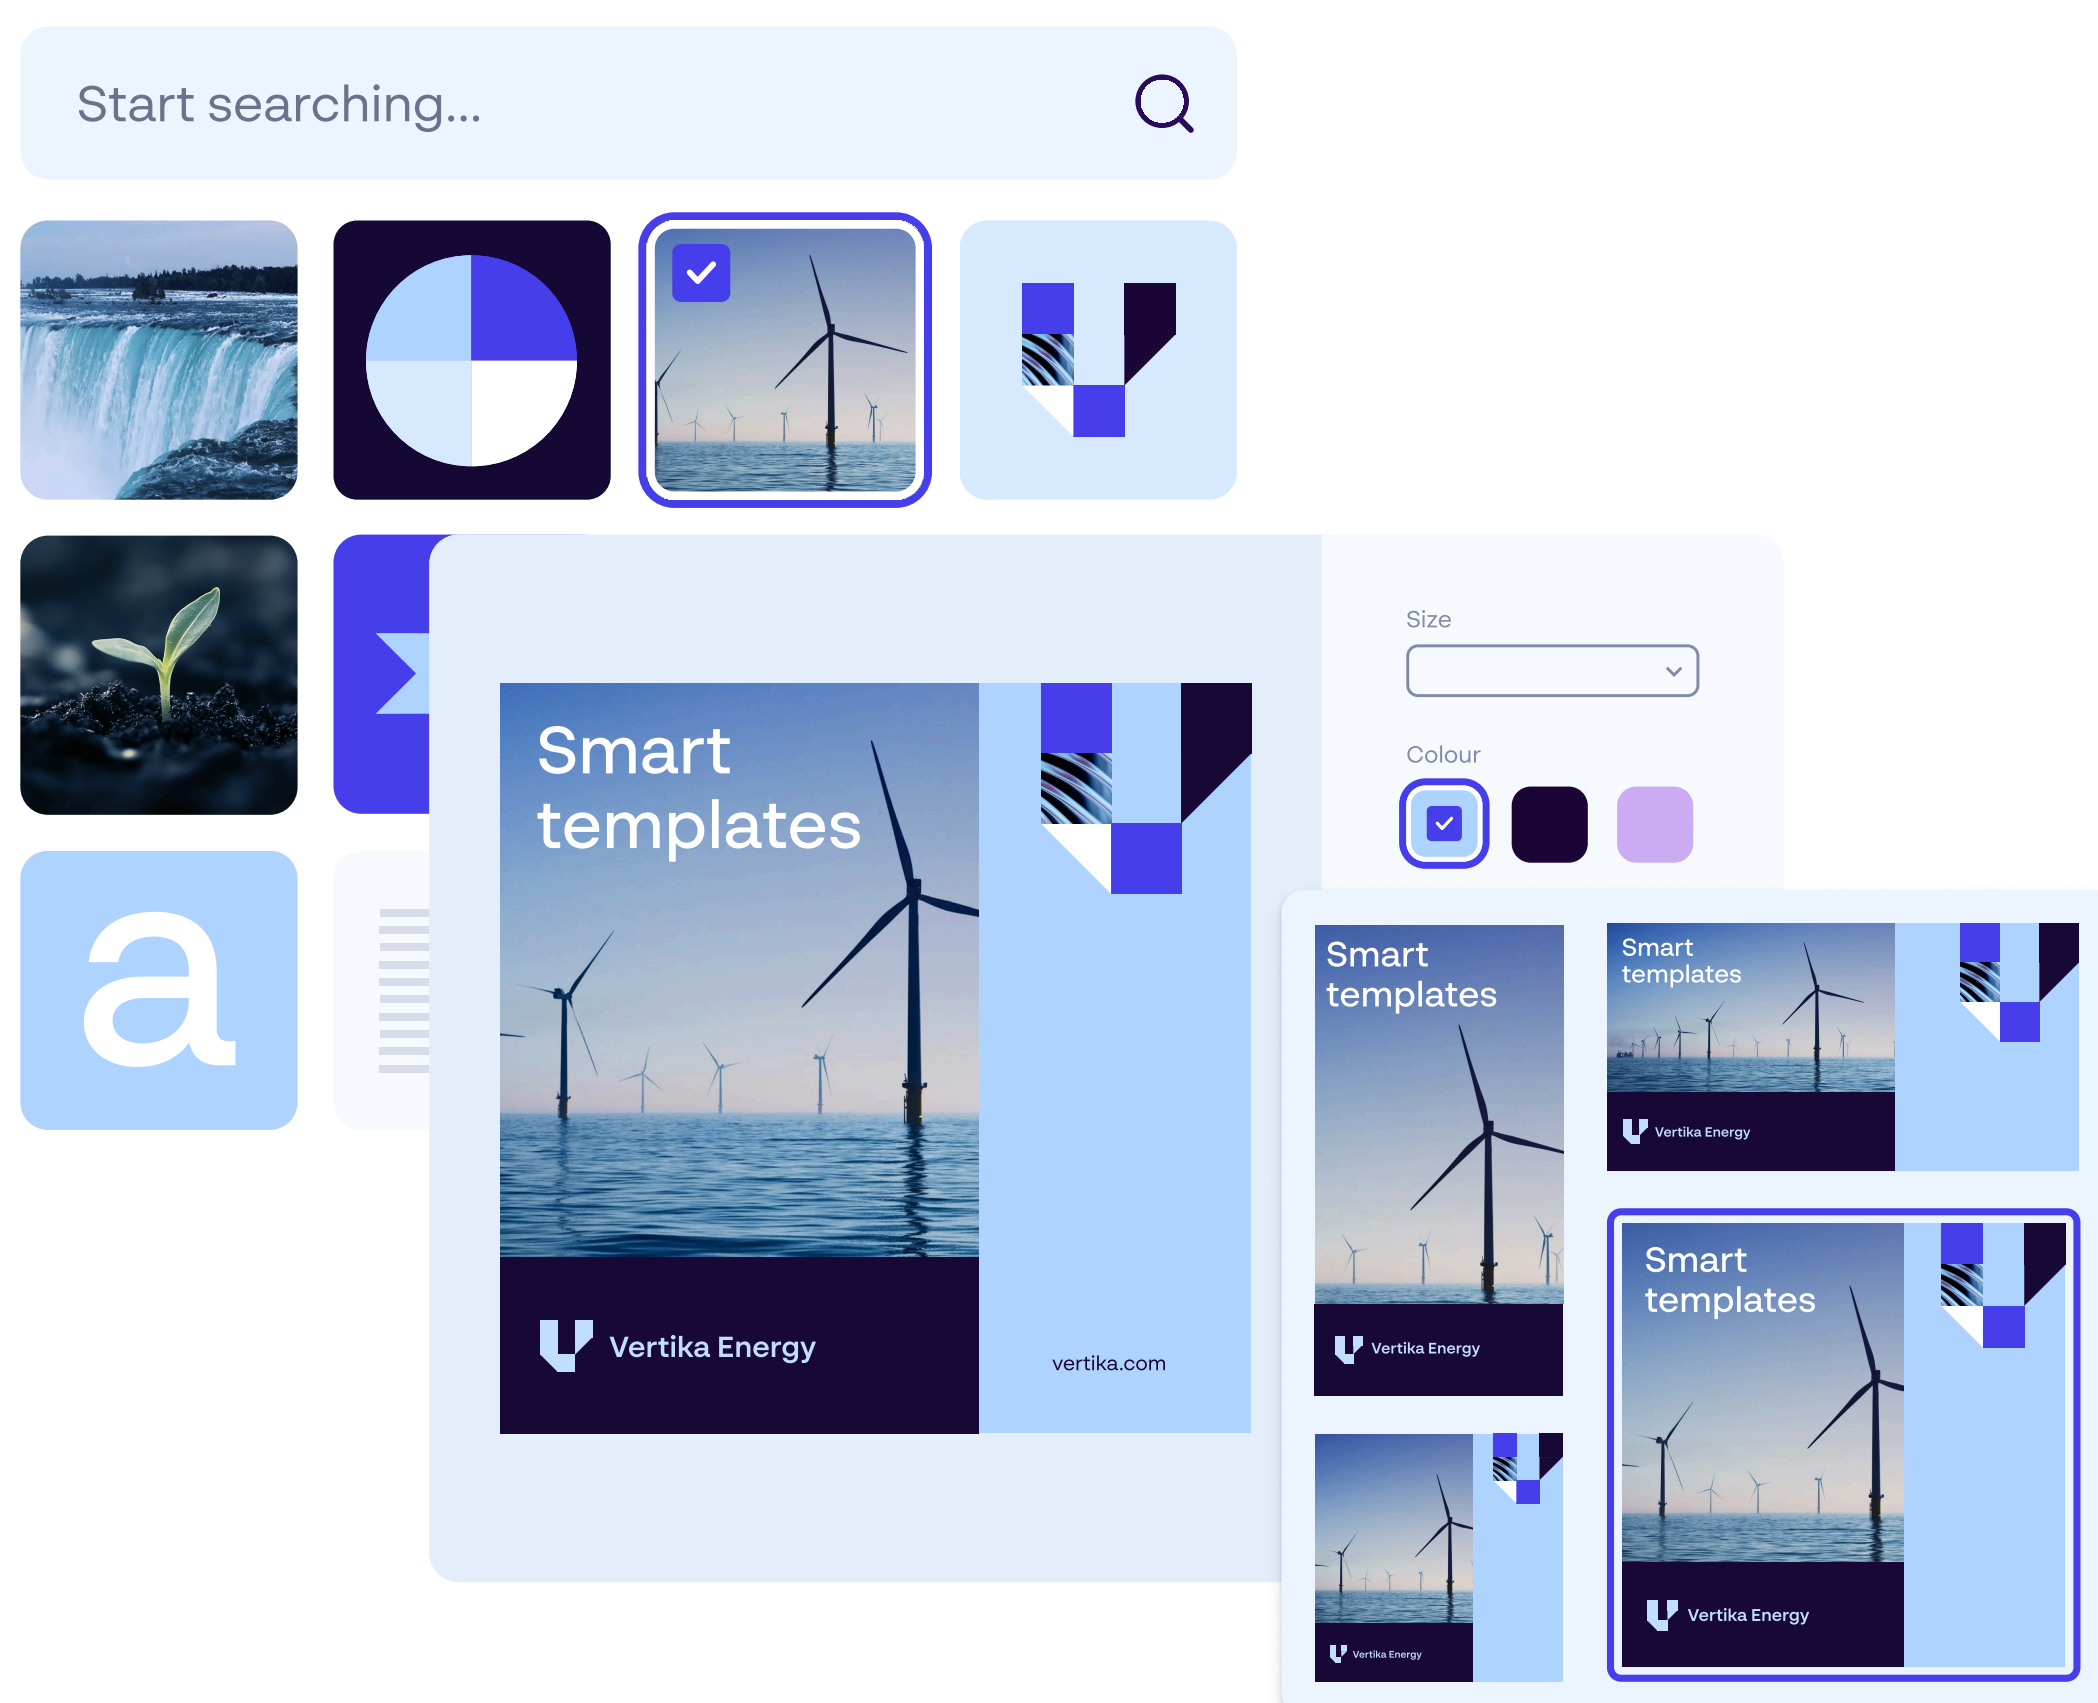 Start searching...
a
Size
Colour
Smart
templates
Vertika Energy
vertika.com
Smart
templates
Vertika Energy
Smart
templates
Vertika Energy
Vertika Energy
Smart
templates
Vertika Energy